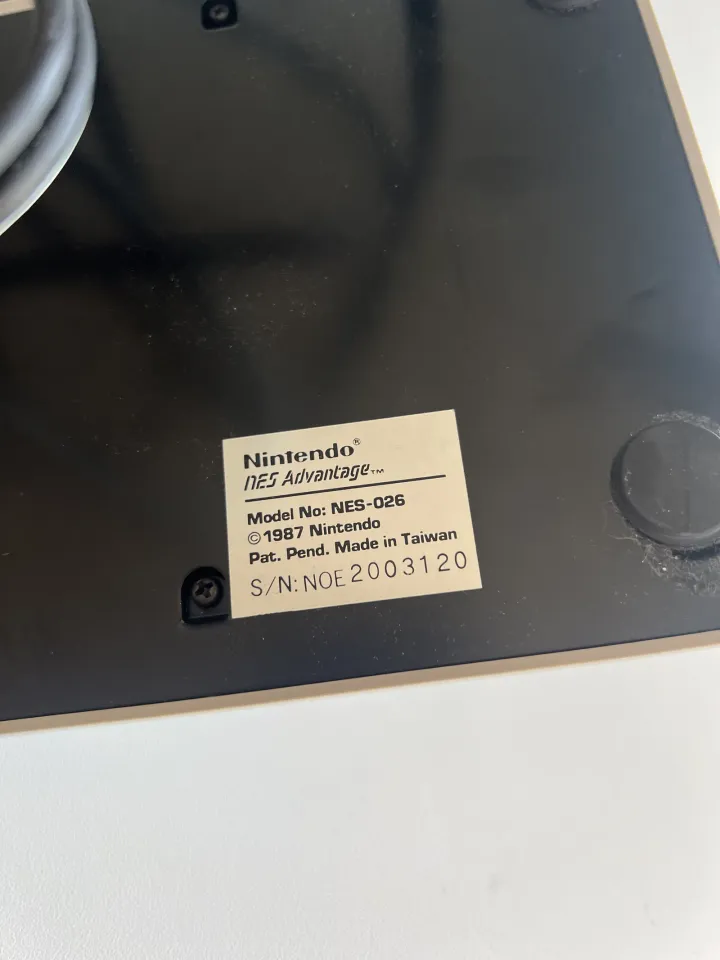 Nintendo®
NES Advantage™
Model No: NES-026
©1987 Nintendo
Pat. Pend. Made in Taiwan
S/N: NOE2003120